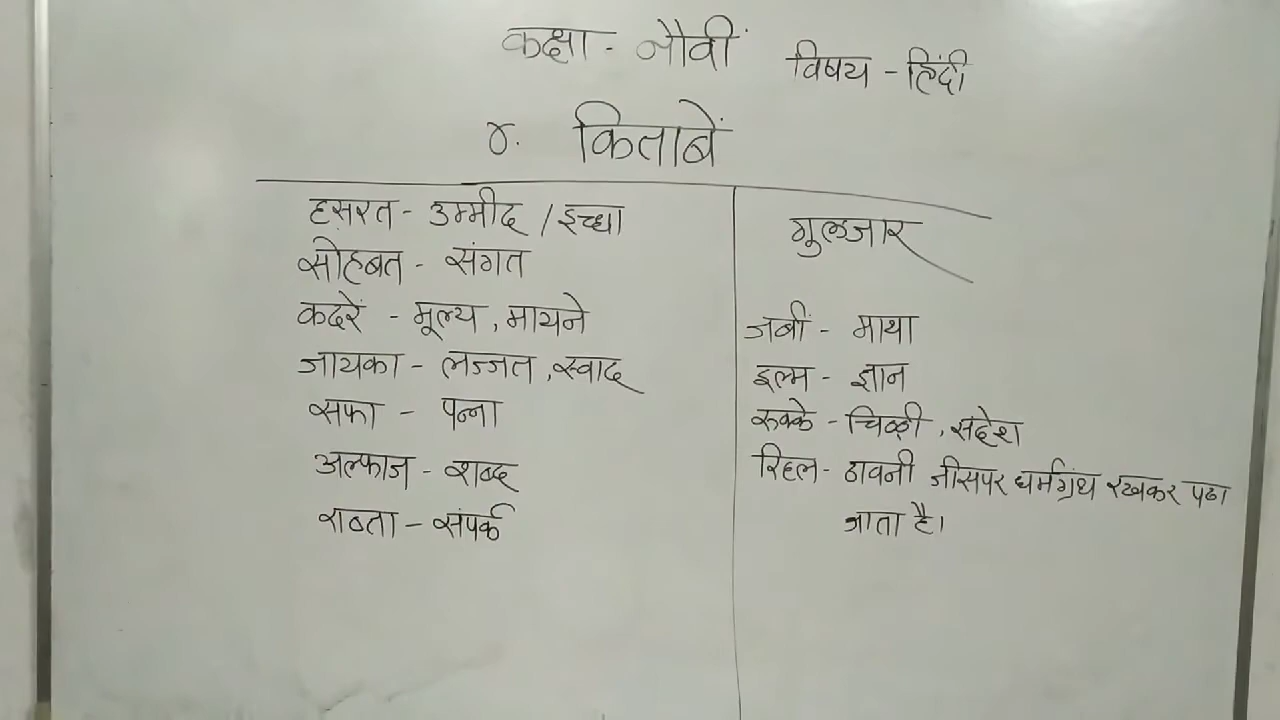 कक्षा - नौवीं
विषय - हिंदी
४. किताबें
हसरत - उम्मीद / इच्छा
सोहबत - संगत
कदरें - मूल्य, मायने
जायका - लज्जत, स्वाद
सफा - पन्ना
अल्फाज - शब्द
राब्ता - संपर्क
गुलजार
जबीं - माथा
इल्म - ज्ञान
रुक्के - चिठ्ठी, संदेश
रिहल - ठावनी जीसपर धर्मग्रंथ रखकर पढा
जाता है।